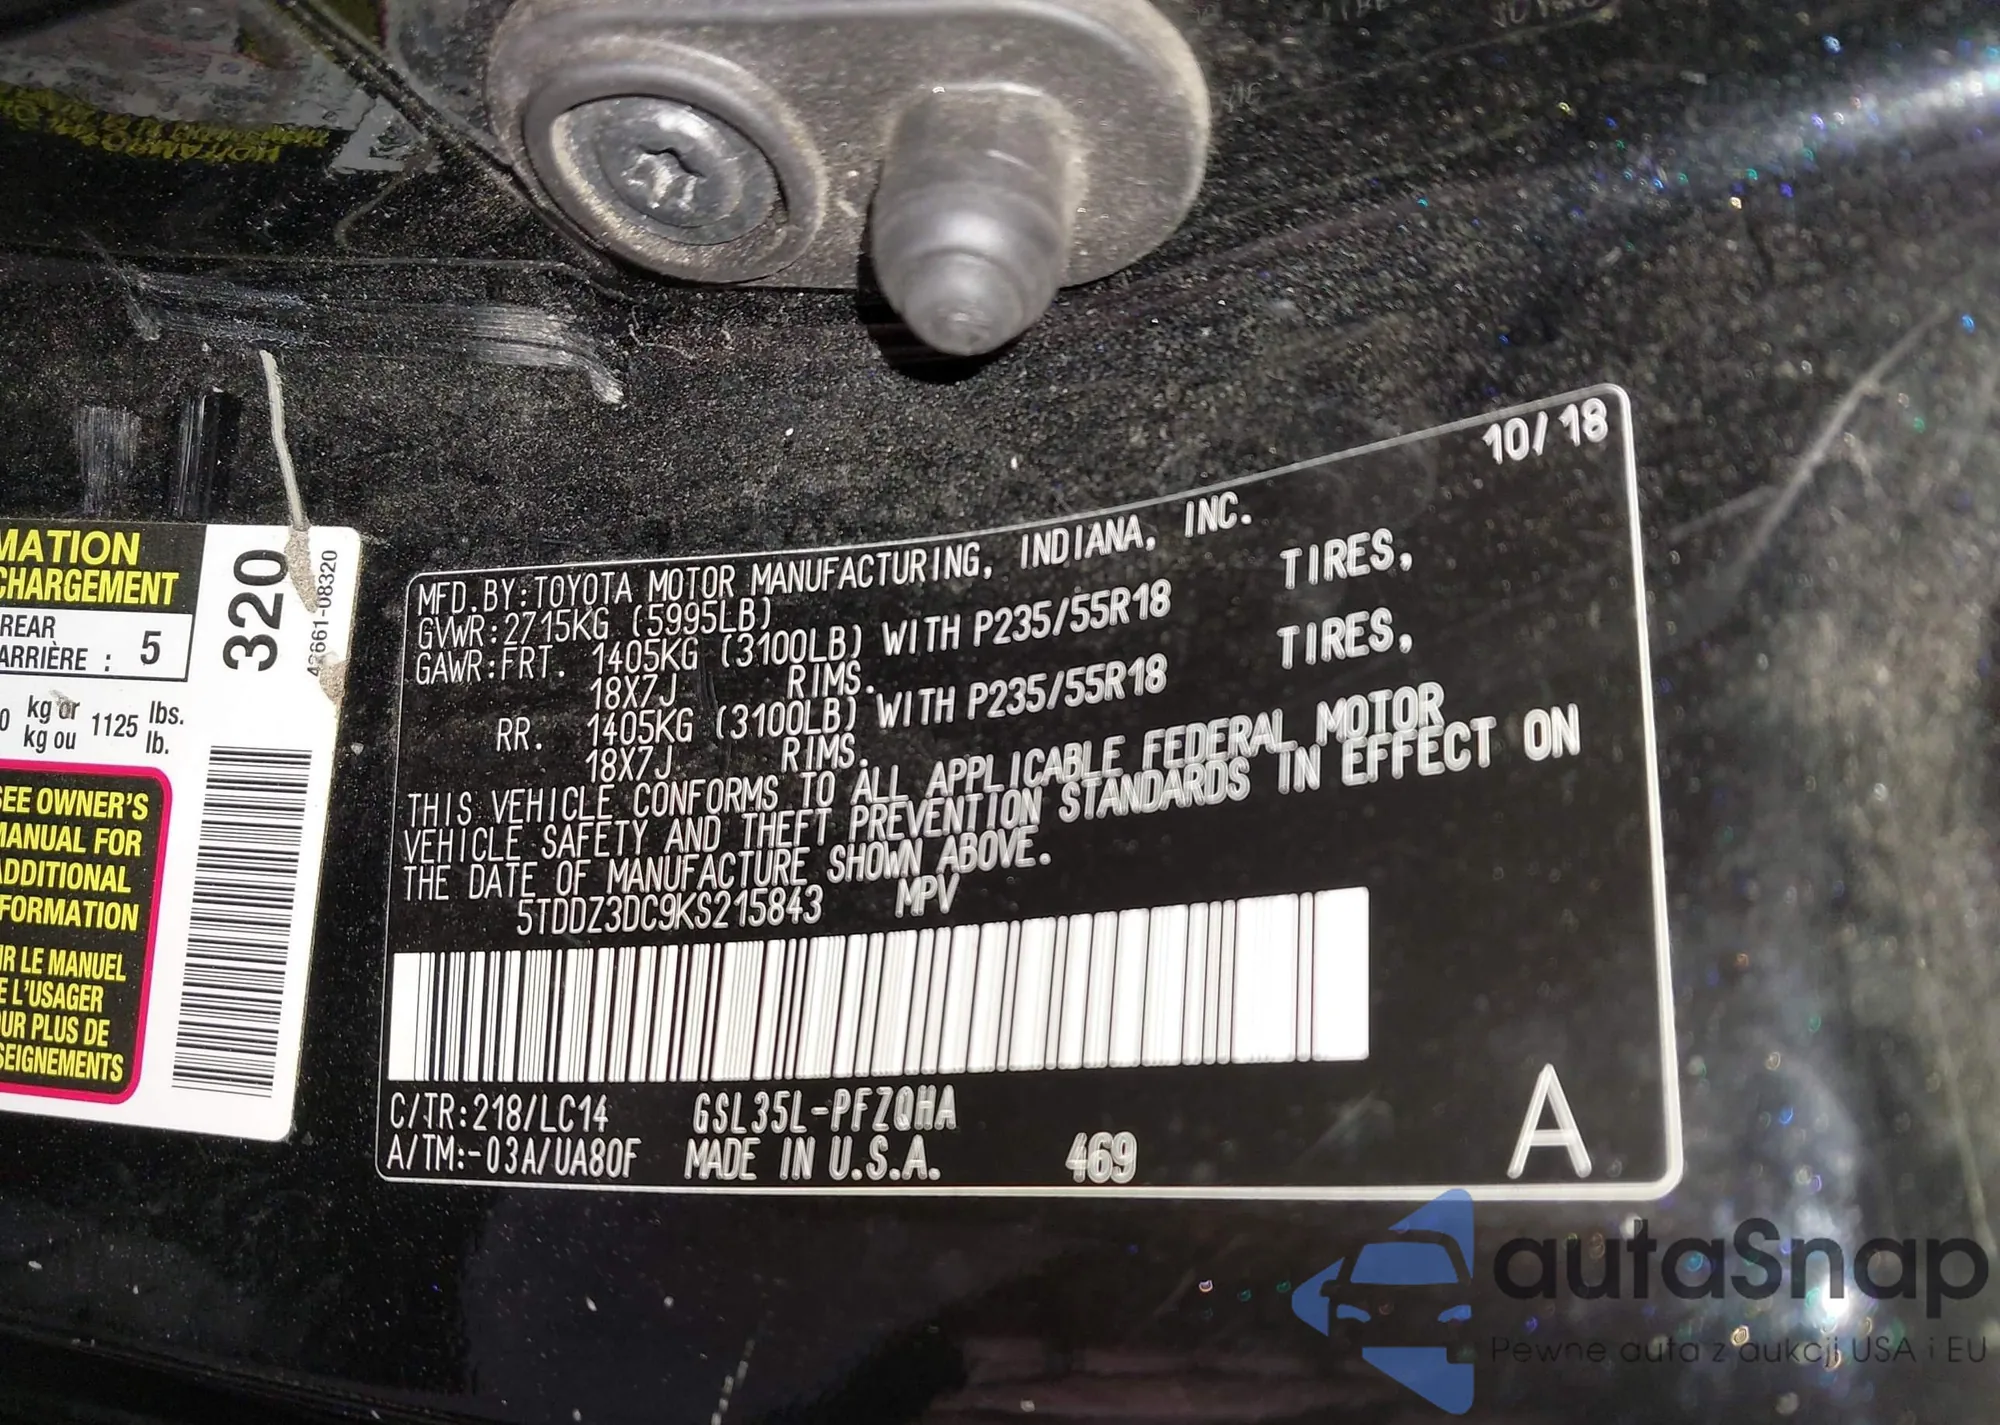 MATION
CHARGEMENT
REAR
ARRIÈRE : 5
kg or 1125 lbs.
kg ou lb.
SEE OWNER'S
MANUAL FOR
ADDITIONAL
FORMATION
LE MANUEL
L'USAGER
PLUS DE
SEIGNEMENTS
320
42661-08320
10/18
MFD.BY:TOYOTA MOTOR MANUFACTURING, INDIANA, INC.
GVWR:2715KG (5995LB)
GAWR:FRT. 1405KG (3100LB) WITH P235/55R18 TIRES,
18X7J RIMS.
RR. 1405KG (3100LB) WITH P235/55R18 TIRES,
18X7J RIMS.
THIS VEHICLE CONFORMS TO ALL APPLICABLE FEDERAL MOTOR
VEHICLE SAFETY AND THEFT PREVENTION STANDARDS IN EFFECT ON
THE DATE OF MANUFACTURE SHOWN ABOVE.
5TDDZ3DC9KS215843 MPV
C/TR:218/LC14 GSL35L-PFZQHA
A/TM:-03A/UA80F MADE IN U.S.A. 469
A
autaSnap
Pewne auta z aukcji USA i EU